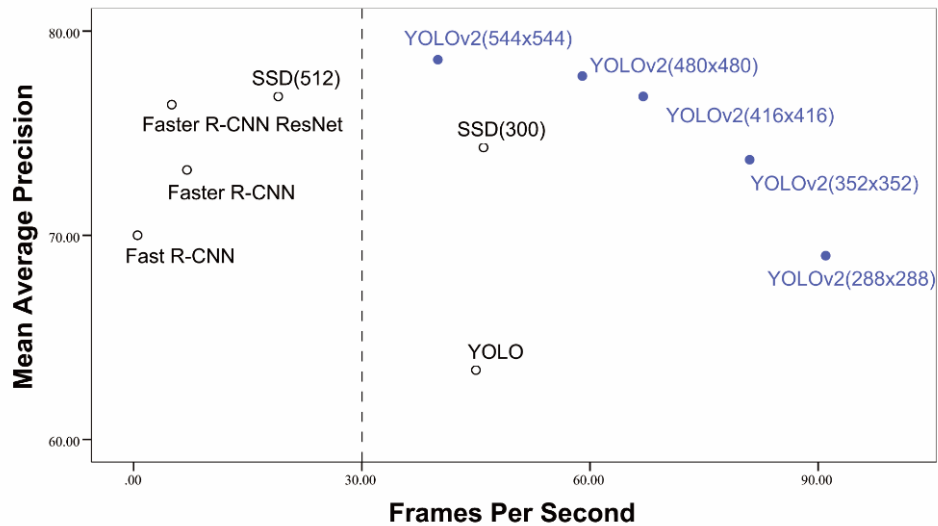 80.00
YOLOv2(544x544)
SSD(512)
YOLOv2(480x480)
Faster R-CNN ResNet
YOLOv2(416x416)
SSD(300)
Faster R-CNN
YOLOv2(352x352)
Mean Average Precision
70.00
Fast R-CNN
YOLOv2(288x288)
YOLO
60.00
.00
30.00
60.00
90.00
Frames Per Second